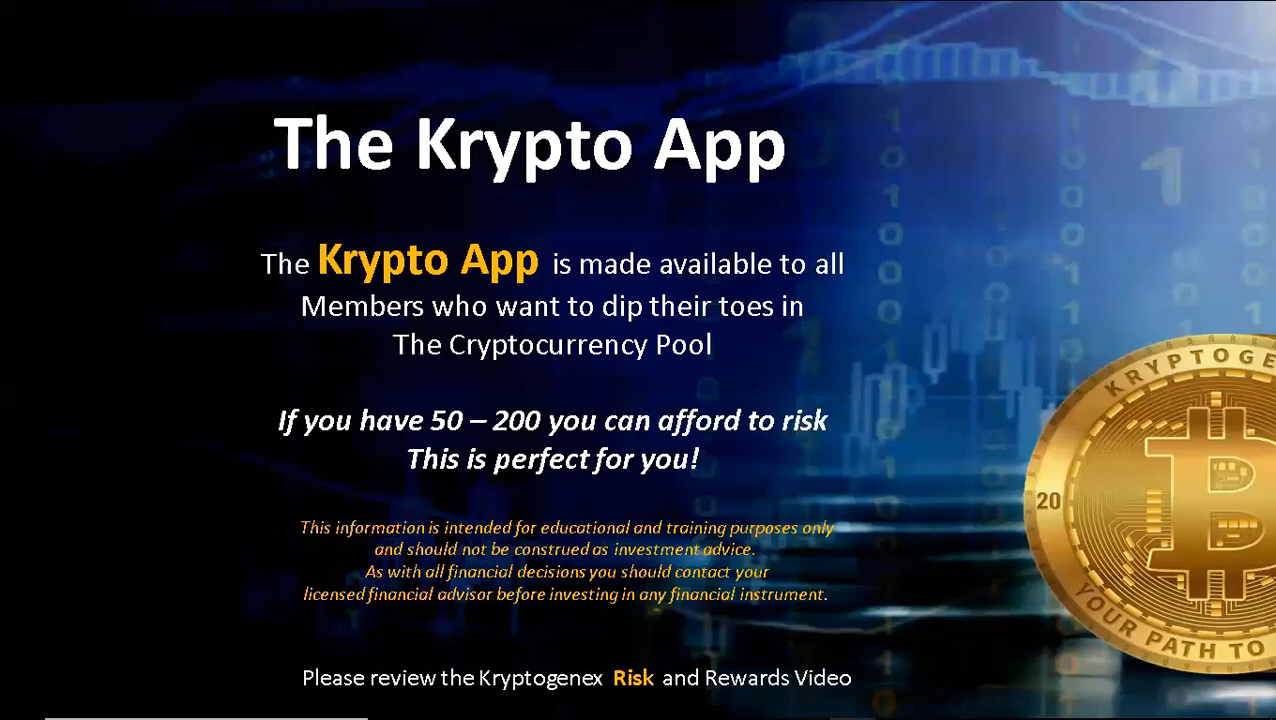 The Krypto App
The Krypto App is made available to all
Members who want to dip their toes in
The Cryptocurrency Pool
If you have 50 – 200 you can afford to risk
This is perfect for you!
This information is intended for educational and training purposes only
and should not be construed as investment advice.
As with all financial decisions you should contact your
licensed financial advisor before investing in any financial instrument.
Please review the Kryptogenex Risk and Rewards Video
KRYPTOGE
20
YOUR PATH TO